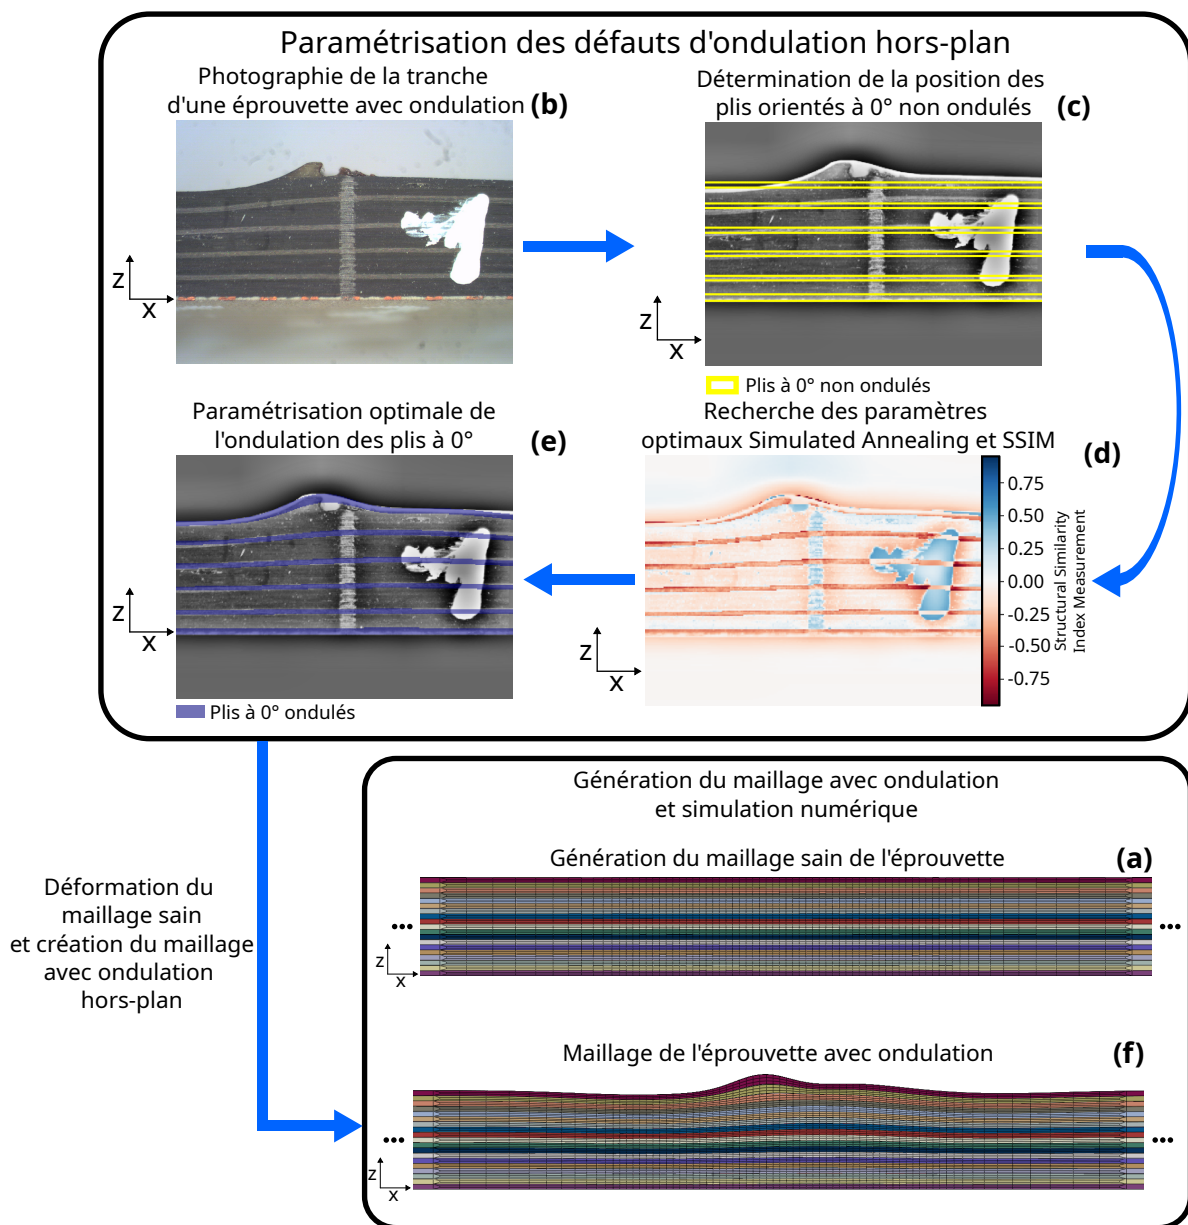 Paramétrisation des défauts d'ondulation hors-plan
Photographie de la tranche
d'une éprouvette avec ondulation
(b)
Détermination de la position des
plis orientés à 0° non ondulés
(c)
z
x
z
x
Plis à 0° non ondulés
Paramétrisation optimale de
l'ondulation des plis à 0°
(e)
Recherche des paramètres
optimaux Simulated Annealing et SSIM
(d)
0.75
0.50
0.25
0.00
-0.25
-0.50
-0.75
Structural Similarity
Index Measurement
z
x
z
x
Plis à 0° ondulés
Déformation du
maillage sain
et création du maillage
avec ondulation
hors-plan
Génération du maillage avec ondulation
et simulation numérique
Génération du maillage sain de l'éprouvette
(a)
...
...
z
x
Maillage de l'éprouvette avec ondulation
(f)
...
...
z
x